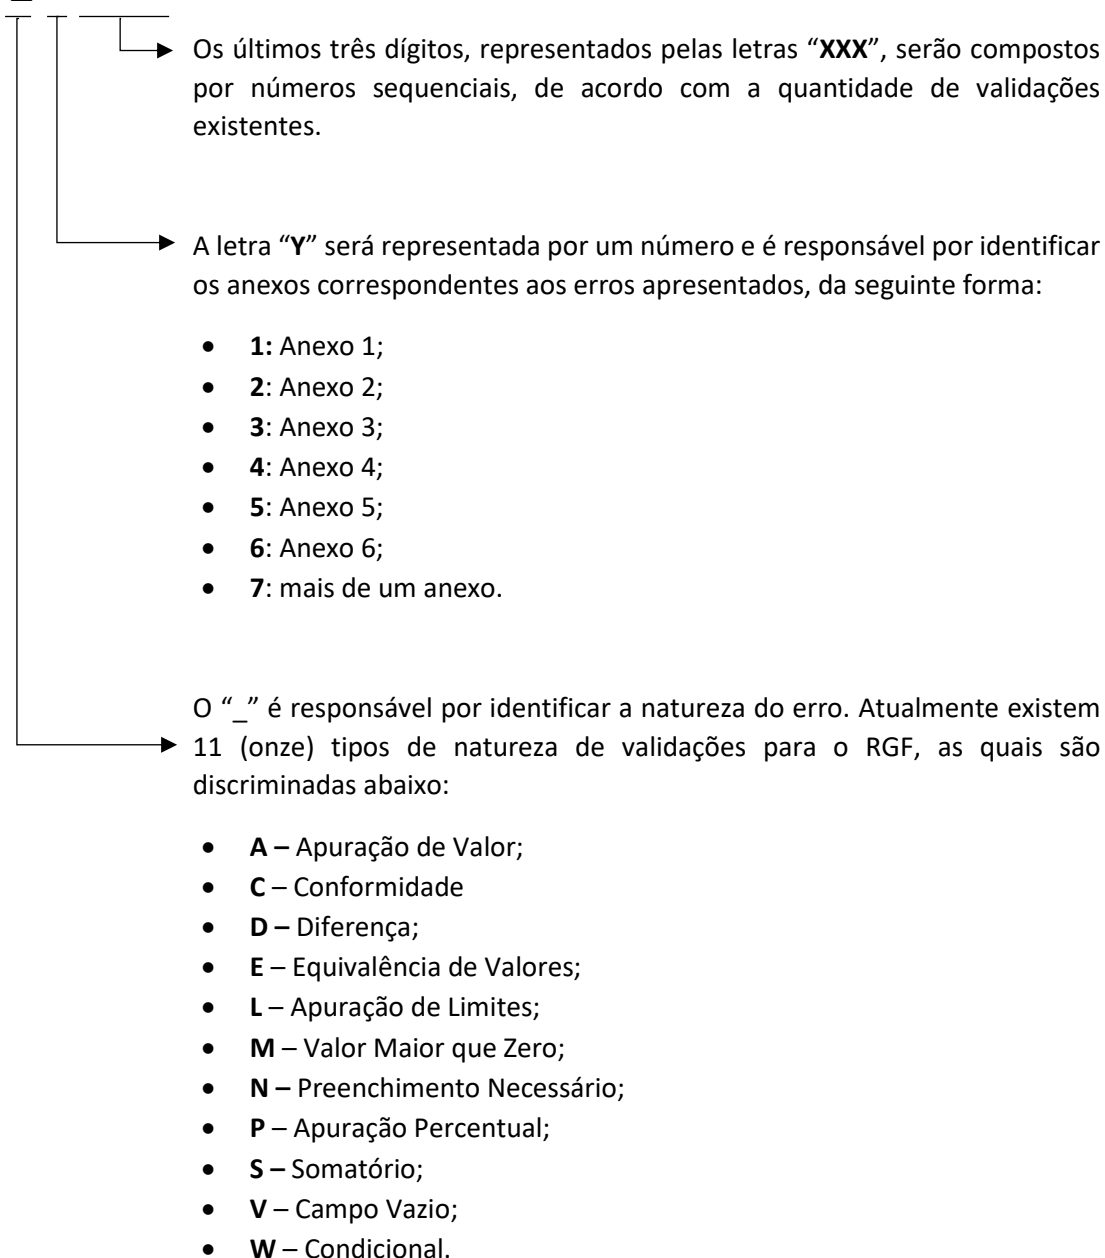 Os últimos três dígitos, representados pelas letras “XXX”, serão compostos
por números sequenciais, de acordo com a quantidade de validações
existentes.
A letra “Y” será representada por um número e é responsável por identificar
os anexos correspondentes aos erros apresentados, da seguinte forma:
• 1: Anexo 1;
• 2: Anexo 2;
• 3: Anexo 3;
• 4: Anexo 4;
• 5: Anexo 5;
• 6: Anexo 6;
• 7: mais de um anexo.
O “_” é responsável por identificar a natureza do erro. Atualmente existem
11 (onze) tipos de natureza de validações para o RGF, as quais são
discriminadas abaixo:
• A – Apuração de Valor;
• C – Conformidade
• D – Diferença;
• E – Equivalência de Valores;
• L – Apuração de Limites;
• M – Valor Maior que Zero;
• N – Preenchimento Necessário;
• P – Apuração Percentual;
• S – Somatório;
• V – Campo Vazio;
• W – Condicional.